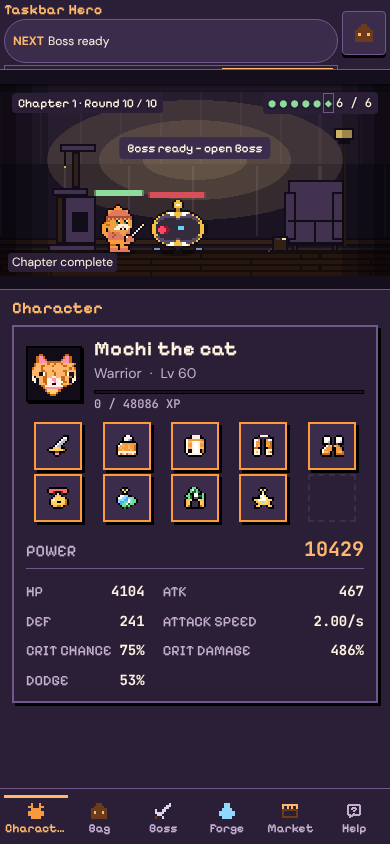 Taskbar Hero
NEXT Boss ready
Chapter 1 · Round 10 / 10
6 / 6
Boss ready - open Boss
Chapter complete
Character
Mochi the cat
Warrior · Lv 60
0 / 48086 XP
POWER 10429
HP 4104 ATK 467
DEF 241 ATTACK SPEED 2.00/s
CRIT CHANCE 75% CRIT DAMAGE 486%
DODGE 53%
Charact... Bag Boss Forge Market Help